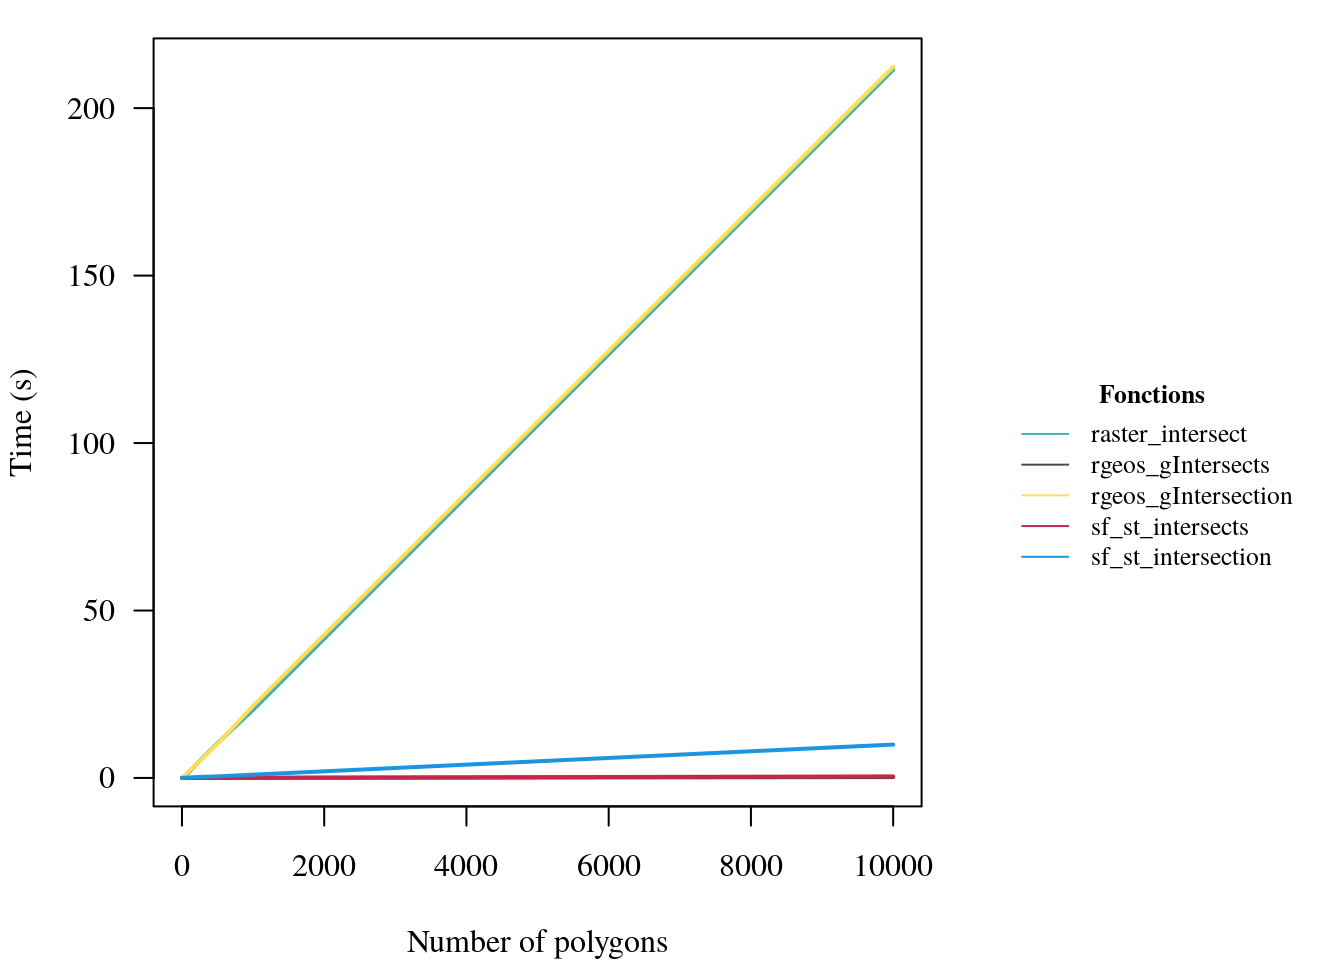 200
150
100
50
0
Time (s)
0 2000 4000 6000 8000 10000
Number of polygons
Fonctions
raster_intersect
rgeos_gIntersects
rgeos_gIntersection
sf_st_intersects
sf_st_intersection